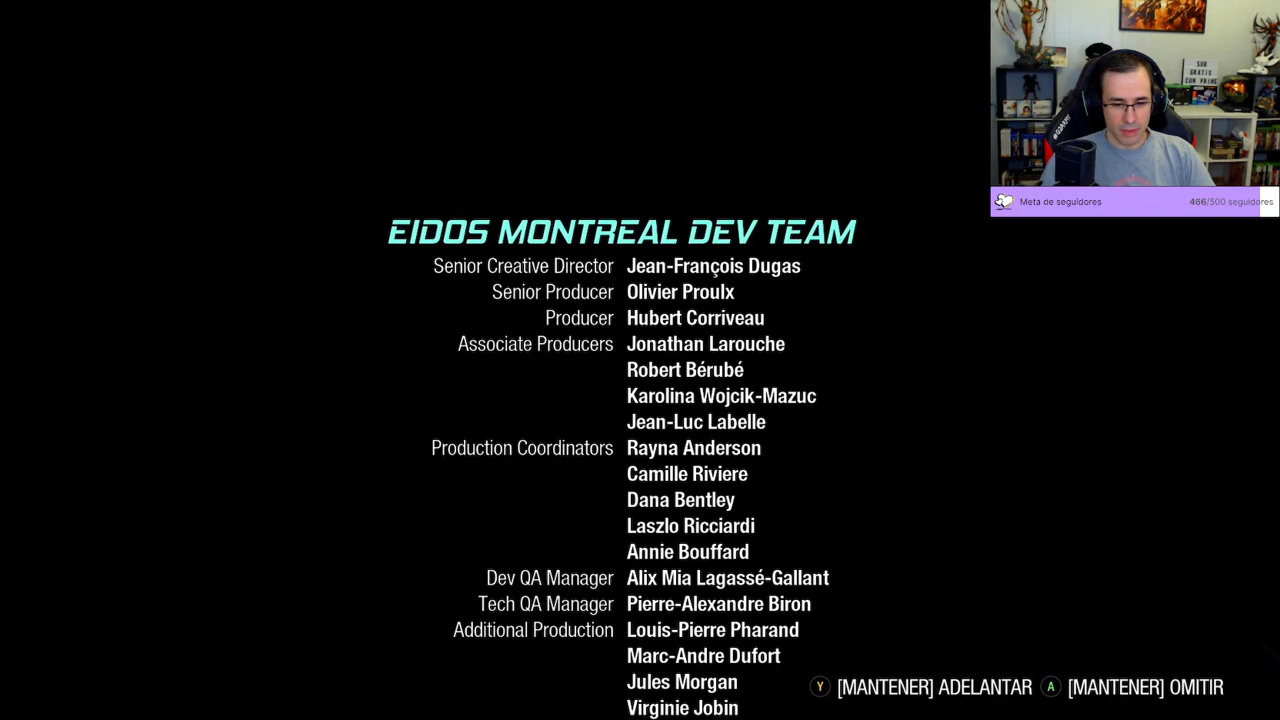 SUB
GRATIS
CON PRIME
Meta de seguidores 466/500 seguidores
EIDOS MONTREAL DEV TEAM
Senior Creative Director Jean-François Dugas
Senior Producer Olivier Proulx
Producer Hubert Corriveau
Associate Producers Jonathan Larouche
Robert Bérubé
Karolina Wojcik-Mazuc
Jean-Luc Labelle
Production Coordinators Rayna Anderson
Camille Riviere
Dana Bentley
Laszlo Ricciardi
Annie Bouffard
Dev QA Manager Alix Mia Lagassé-Gallant
Tech QA Manager Pierre-Alexandre Biron
Additional Production Louis-Pierre Pharand
Marc-Andre Dufort
Jules Morgan
Virginie Jobin
Y [MANTENER] ADELANTAR A [MANTENER] OMITIR